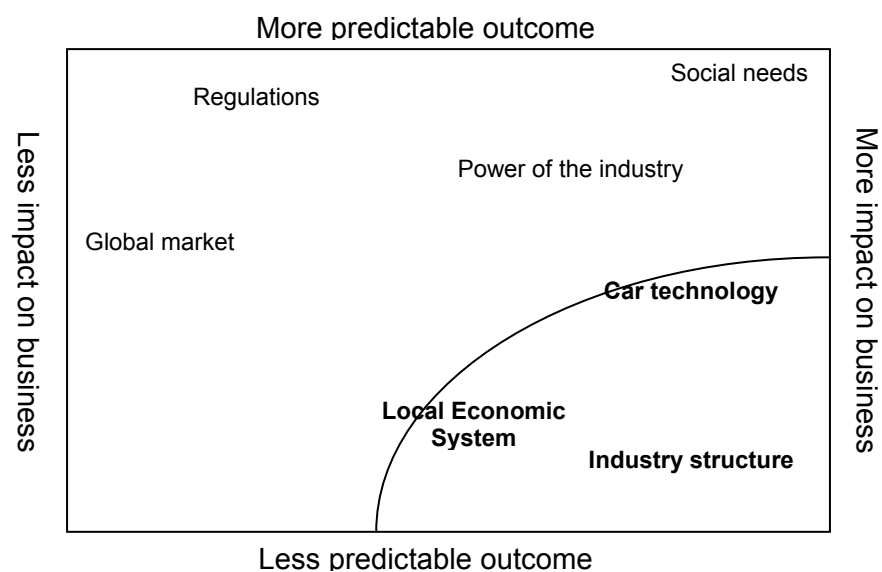 More predictable outcome
Social needs
Regulations
Power of the industry
Less impact on business
More impact on business
Global market
Car technology
Local Economic
System
Industry structure
Less predictable outcome